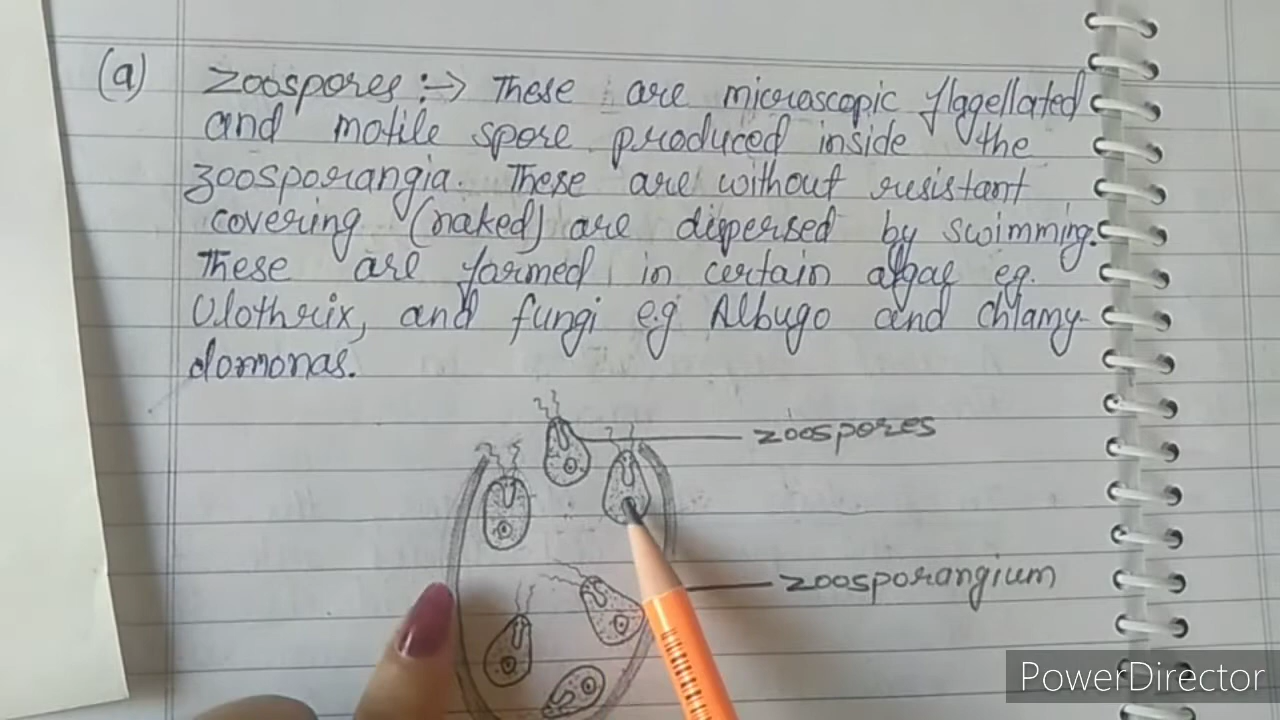 (a) Zoospores :-> These are microscopic flagellated
and motile spore produced inside the
zoosporangia. These are without resistant
covering (naked) are dispersed by swimming.
These are formed in certain algae eg.
Ulothrix, and fungi e.g Albugo and chlamy-
domonas.
zoospores
zoosporangium
PowerDirector